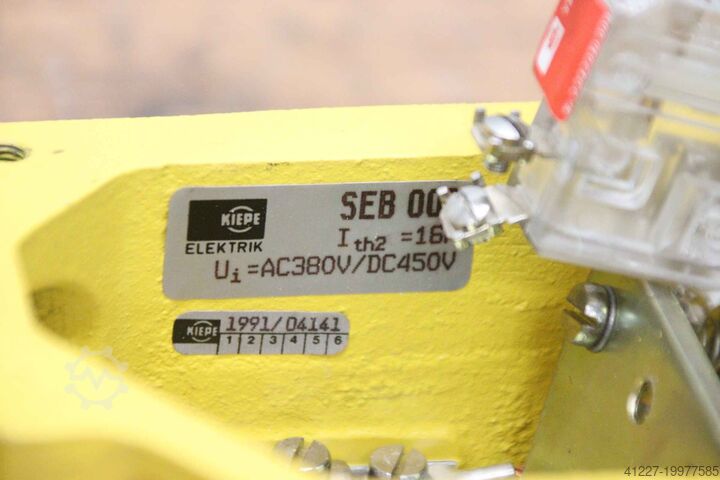 KIEPE
ELEKTRIK
SEB 00
I th2 =16
Ui=AC380V/DC450V
KIEPE
1991/04141
1 2 3 4 5 6
41227-19977585